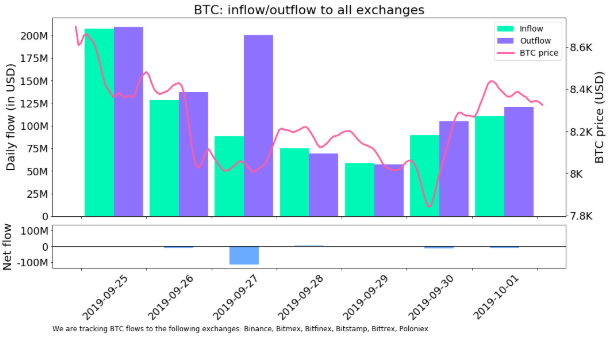 BTC: inflow/outflow to all exchanges
Inflow
Outflow
BTC price
Daily flow (in USD)
200M
175M
150M
125M
100M
75M
50M
25M
0
BTC price (USD)
8.6K
8.4K
8.2K
8K
7.8K
Net flow
100M
0
-100M
2019-09-25
2019-09-26
2019-09-27
2019-09-28
2019-09-29
2019-09-30
2019-10-01
We are tracking BTC flows to the following exchanges: Binance, Bitmex, Bitfinex, Bitstamp, Bittrex, Poloniex